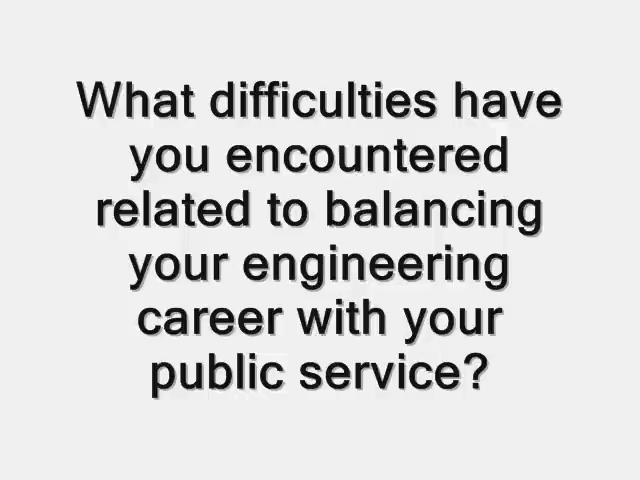 What difficulties have
you encountered
related to balancing
your engineering
career with your
public service?